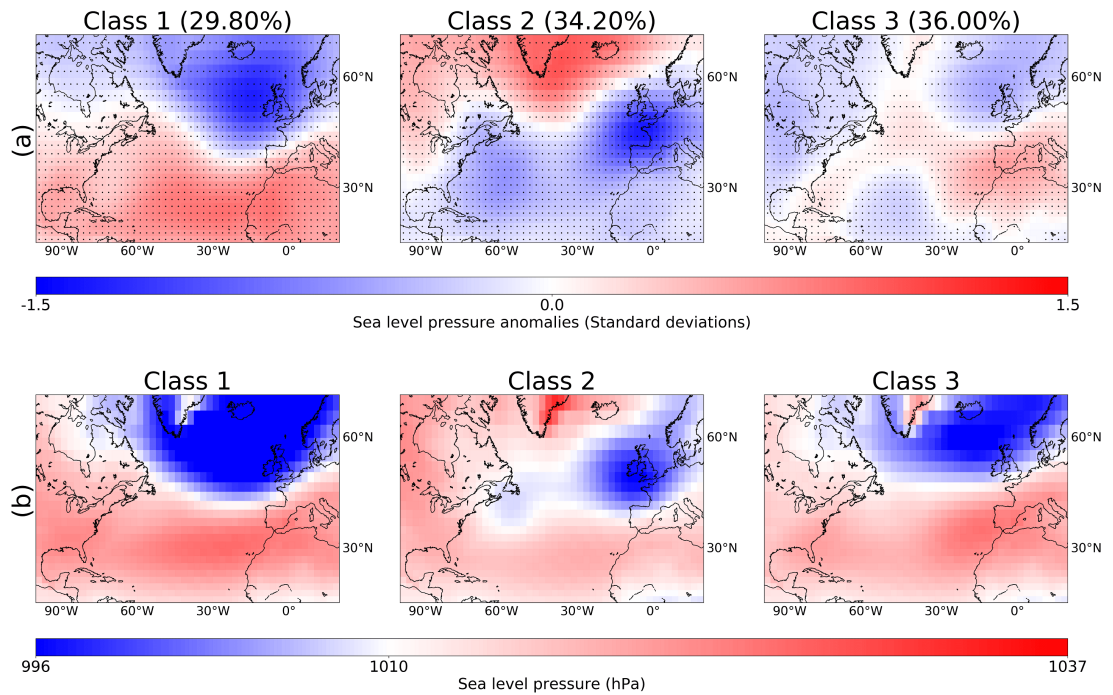 Class 1 (29.80%) Class 2 (34.20%) Class 3 (36.00%)
(a)
60°N 60°N 60°N
30°N 30°N 30°N
90°W 60°W 30°W 0° 90°W 60°W 30°W 0° 90°W 60°W 30°W 0°
-1.5 0.0 1.5
Sea level pressure anomalies (Standard deviations)
Class 1 Class 2 Class 3
(b)
60°N 60°N 60°N
30°N 30°N 30°N
90°W 60°W 30°W 0° 90°W 60°W 30°W 0° 90°W 60°W 30°W 0°
996 1010 1037
Sea level pressure (hPa)